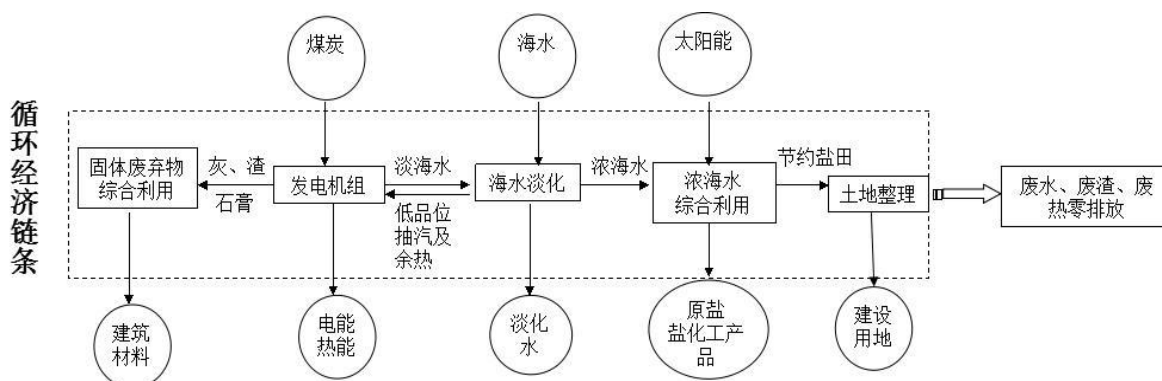 循环经济链条
煤炭
海水
太阳能
固体废弃物
综合利用
灰、渣
石膏
发电机组
淡海水
低品位
抽汽及
余热
海水淡化
浓海水
浓海水
综合利用
节约盐田
土地整理
废水、废渣、废
热零排放
建筑
材料
电能
热能
淡化
水
原盐
盐化工产
品
建设
用地